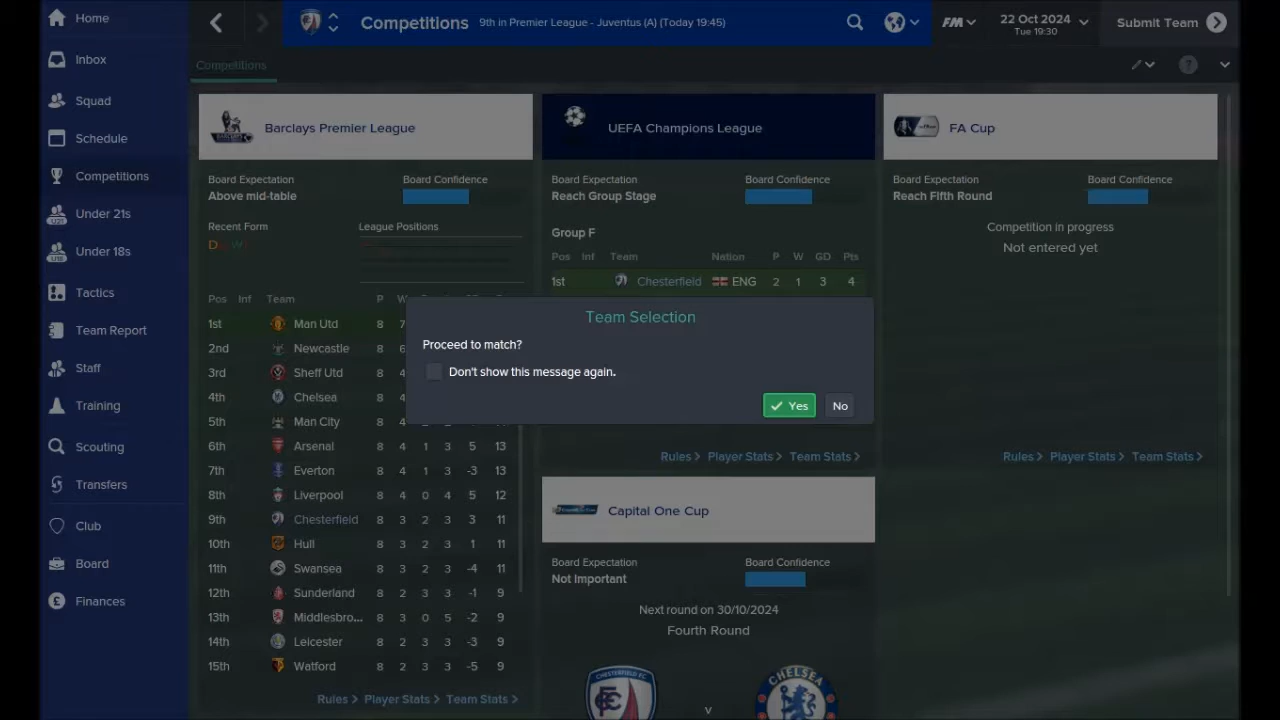 Home
Competitions
9th in Premier League - Juventus (A) (Today 19:45)
FM
22 Oct 2024
Tue 19:30
Submit Team
Inbox
Squad
Schedule
Competitions
Under 21s
Under 18s
Tactics
Team Report
Staff
Training
Scouting
Transfers
Club
Board
Finances
Competitions
Barclays Premier League
Board Expectation
Board Confidence
Above mid-table
Recent Form
League Positions
D W
Pos Inf Team P W
1st Man Utd 8 7
2nd Newcastle 8 6
3rd Sheff Utd 8 4
4th Chelsea 8 4
5th Man City 8 4
6th Arsenal 8 4 1 3 5 13
7th Everton 8 4 1 3 -3 13
8th Liverpool 8 4 0 4 5 12
9th Chesterfield 8 3 2 3 3 11
10th Hull 8 3 2 3 1 11
11th Swansea 8 3 2 3 -4 11
12th Sunderland 8 2 3 3 -1 9
13th Middlesbro... 8 3 0 5 -2 9
14th Leicester 8 2 3 3 -3 9
15th Watford 8 2 3 3 -5 9
Rules > Player Stats > Team Stats >
UEFA Champions League
Board Expectation
Board Confidence
Reach Group Stage
Group F
Pos Inf Team Nation P W GD Pts
1st Chesterfield ENG 2 1 3 4
Rules > Player Stats > Team Stats >
FA Cup
Board Expectation
Board Confidence
Reach Fifth Round
Competition in progress
Not entered yet
Rules > Player Stats > Team Stats >
Team Selection
Proceed to match?
Don't show this message again.
Yes
No
Capital One Cup
Board Expectation
Board Confidence
Not Important
Next round on 30/10/2024
Fourth Round
CHESTERFIELD FC
v
CHELSEA